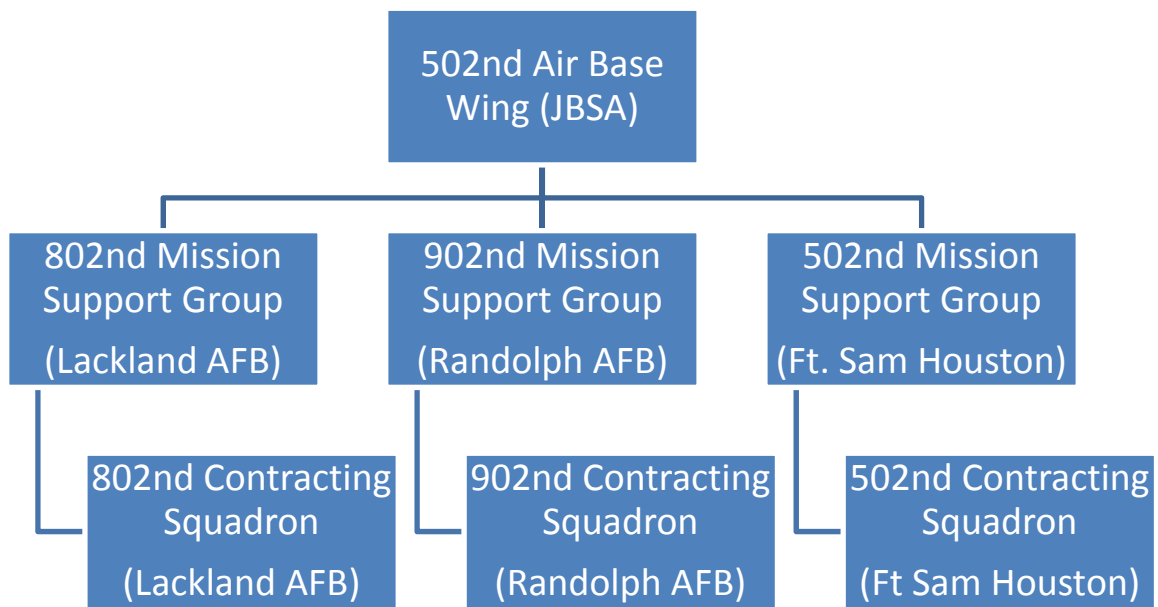 502nd Air Base
Wing (JBSA)
802nd Mission
Support Group
(Lackland AFB)
902nd Mission
Support Group
(Randolph AFB)
502nd Mission
Support Group
(Ft. Sam Houston)
802nd Contracting
Squadron
(Lackland AFB)
902nd Contracting
Squadron
(Randolph AFB)
502nd Contracting
Squadron
(Ft Sam Houston)